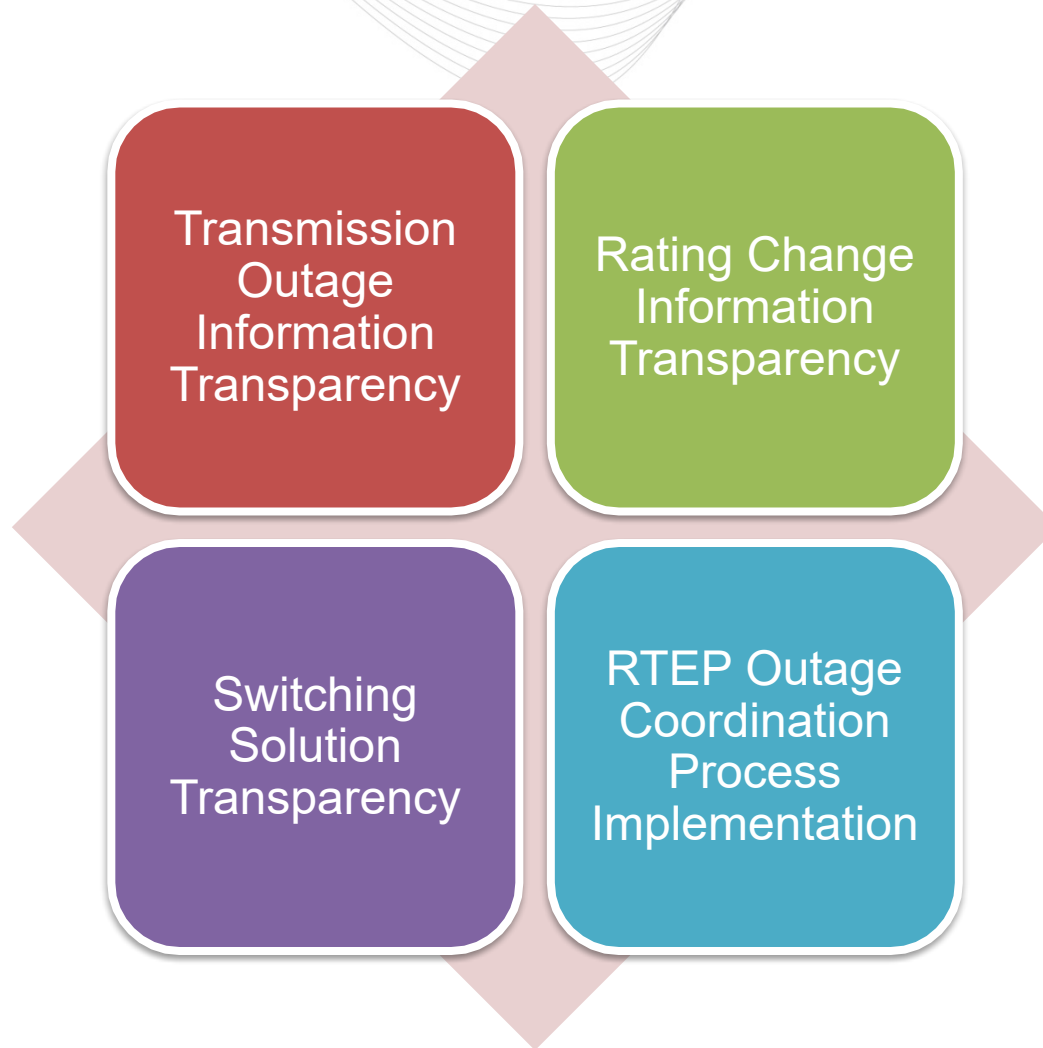 Transmission
Outage
Information
Transparency
Rating Change
Information
Transparency
Switching
Solution
Transparency
RTEP Outage
Coordination
Process
Implementation